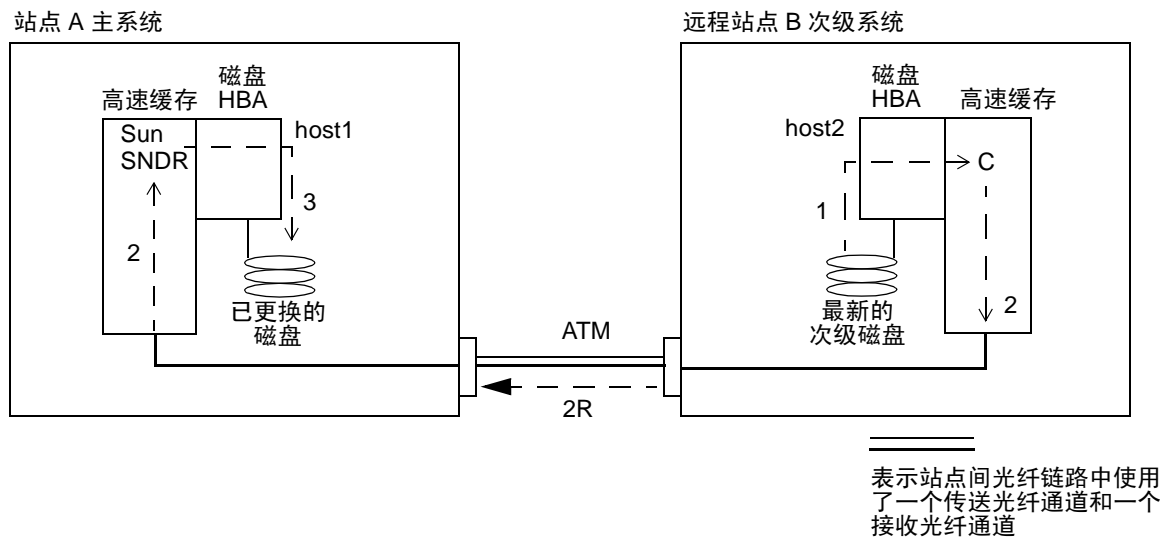 站点 A 主系统
远程站点 B 次级系统
磁盘
HBA
高速缓存
Sun
SNDR
host1
3
2
已更换的
磁盘
磁盘
HBA
高速缓存
host2
C
1
2
最新的
次级磁盘
ATM
2R
表示站点间光纤链路中使用
了一个传送光纤通道和一个
接收光纤通道